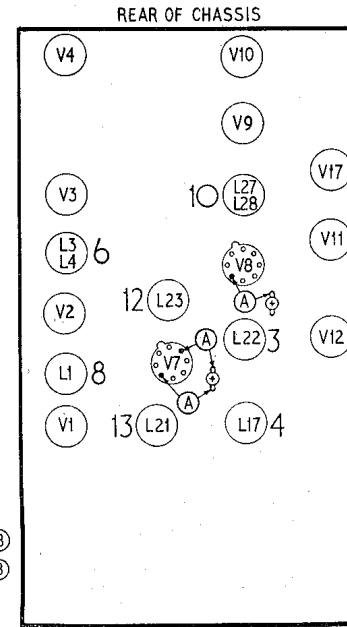 REAR OF CHASSIS
V4 V10
V9
V17
V3 10 L27
L28
L3
L4 6 V11
V8
12 L23 A
V2
A L22 3 V12
L1 8 V7
A
V1 13 L21 L17 4